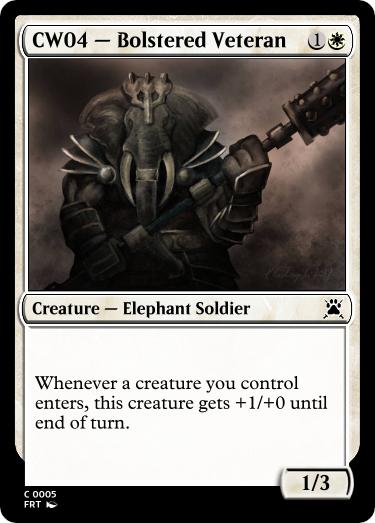 CW04 — Bolstered Veteran 1
Creature — Elephant Soldier
Whenever a creature you control
enters, this creature gets +1/+0 until
end of turn.
1/3
C 0005
FRT